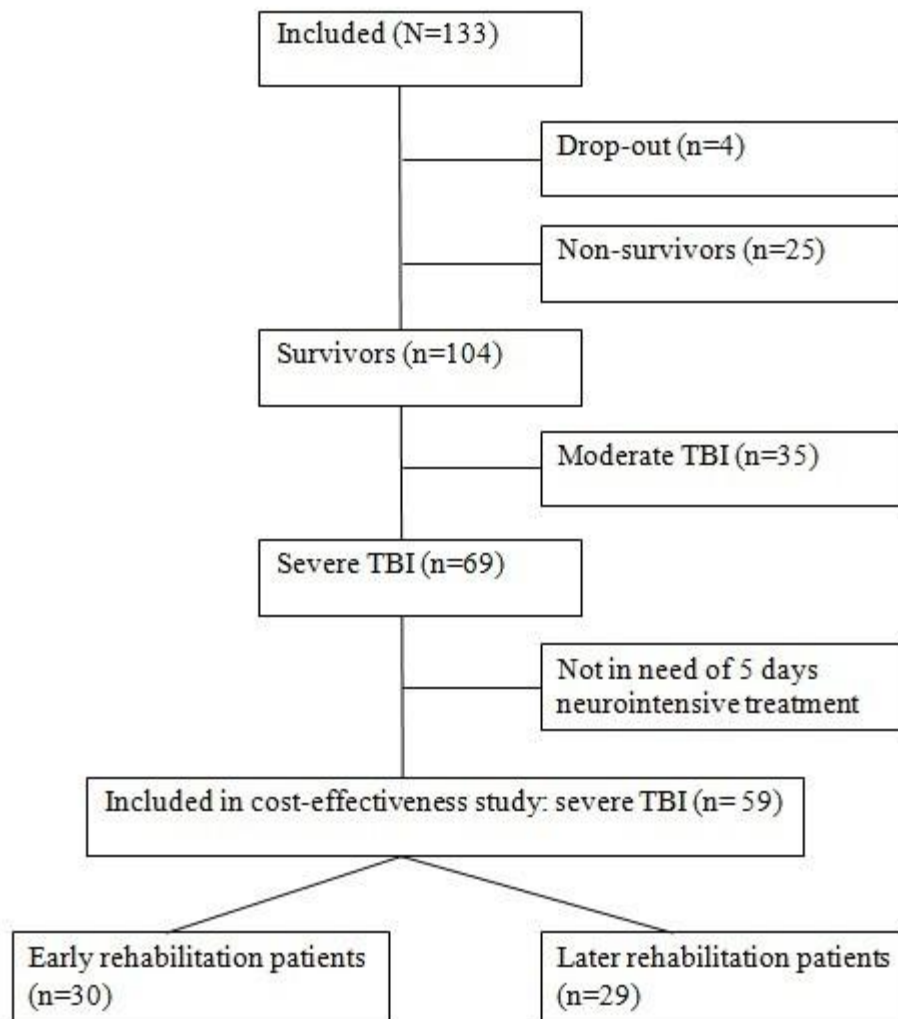 Included (N=133)
Drop-out (n=4)
Non-survivors (n=25)
Survivors (n=104)
Moderate TBI (n=35)
Severe TBI (n=69)
Not in need of 5 days
neurointensive treatment
Included in cost-effectiveness study: severe TBI (n= 59)
Early rehabilitation patients
(n=30)
Later rehabilitation patients
(n=29)